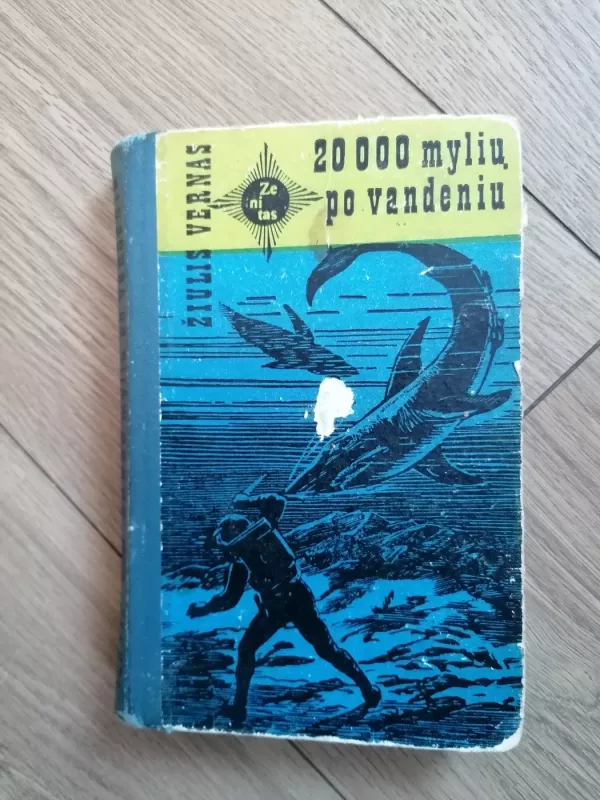 ŽIULIS VERNAS
Ze
ni
tas
20 000 mylių
po vandeniu